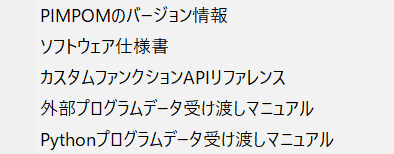 PIMPOMのバージョン情報
ソフトウェア仕様書
カスタムファンクションAPIリファレンス
外部プログラムデータ受け渡しマニュアル
Pythonプログラムデータ受け渡しマニュアル